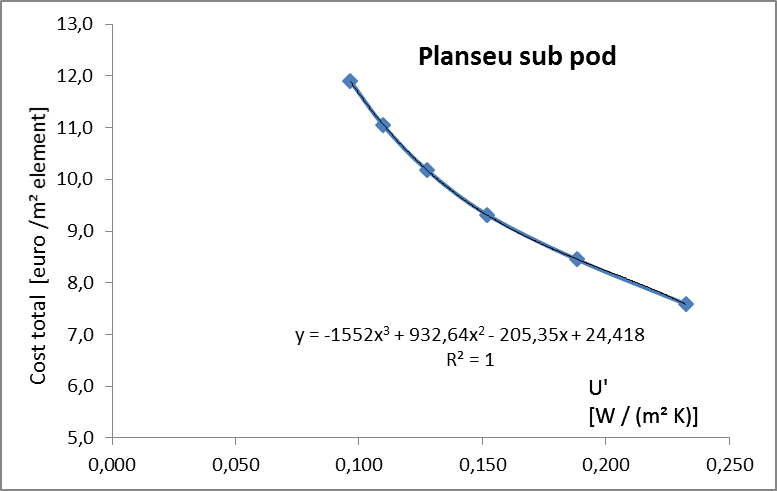 Planseu sub pod
Cost total [euro /m² element]
13,0
12,0
11,0
10,0
9,0
8,0
7,0
6,0
5,0
y = -1552x³ + 932,64x² - 205,35x + 24,418
R² = 1
U'
[W / (m² K)]
0,000 0,050 0,100 0,150 0,200 0,250